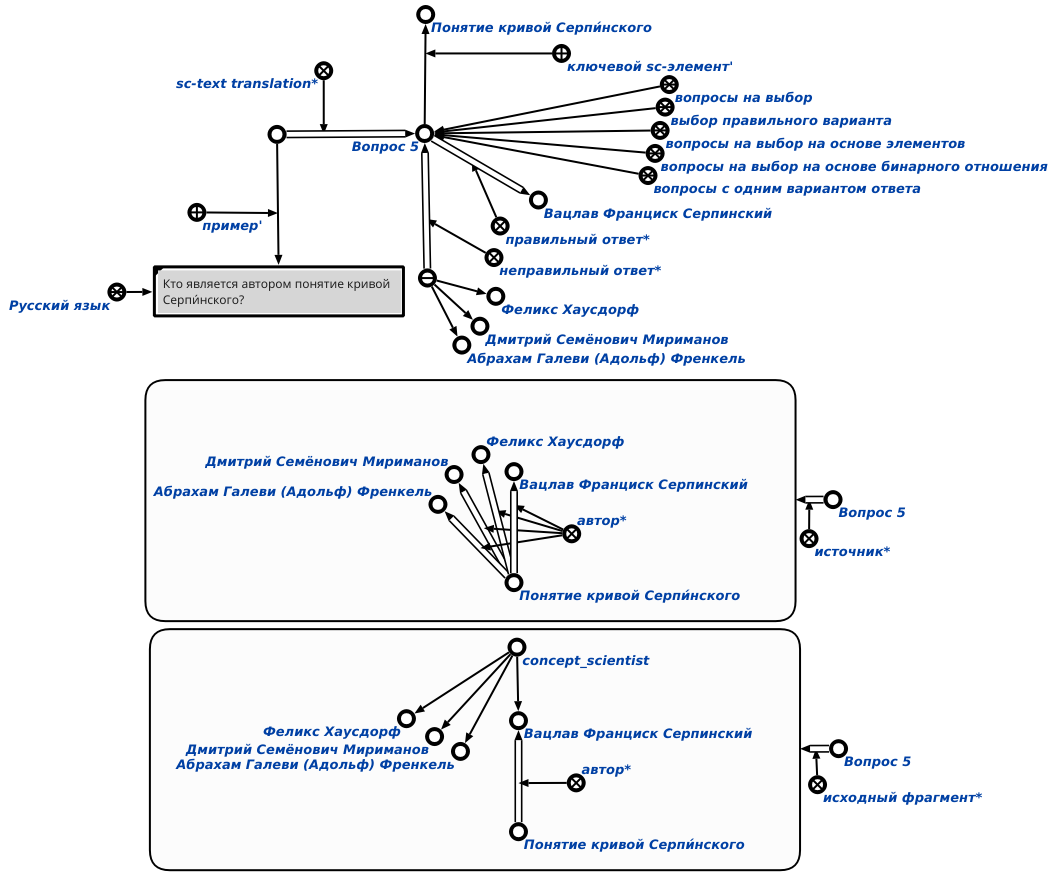 Понятие кривой Серпи́нского
ключевой sc-элемент'
sc-text translation*
вопросы на выбор
выбор правильного варианта
вопросы на выбор на основе элементов
Вопрос 5
вопросы на выбор на основе бинарного отношения
вопросы с одним вариантом ответа
Вацлав Франциск Серпинский
пример'
правильный ответ*
неправильный ответ*
Кто является автором понятие кривой
Серпи́нского?
Русский язык
Феликс Хаусдорф
Дмитрий Семёнович Мириманов
Абрахам Галеви (Адольф) Френкель
Феликс Хаусдорф
Дмитрий Семёнович Мириманов
Вацлав Франциск Серпинский
Абрахам Галеви (Адольф) Френкель
автор*
Вопрос 5
источник*
Понятие кривой Серпи́нского
concept_scientist
Феликс Хаусдорф
Вацлав Франциск Серпинский
Дмитрий Семёнович Мириманов
Абрахам Галеви (Адольф) Френкель
автор*
Вопрос 5
исходный фрагмент*
Понятие кривой Серпи́нского